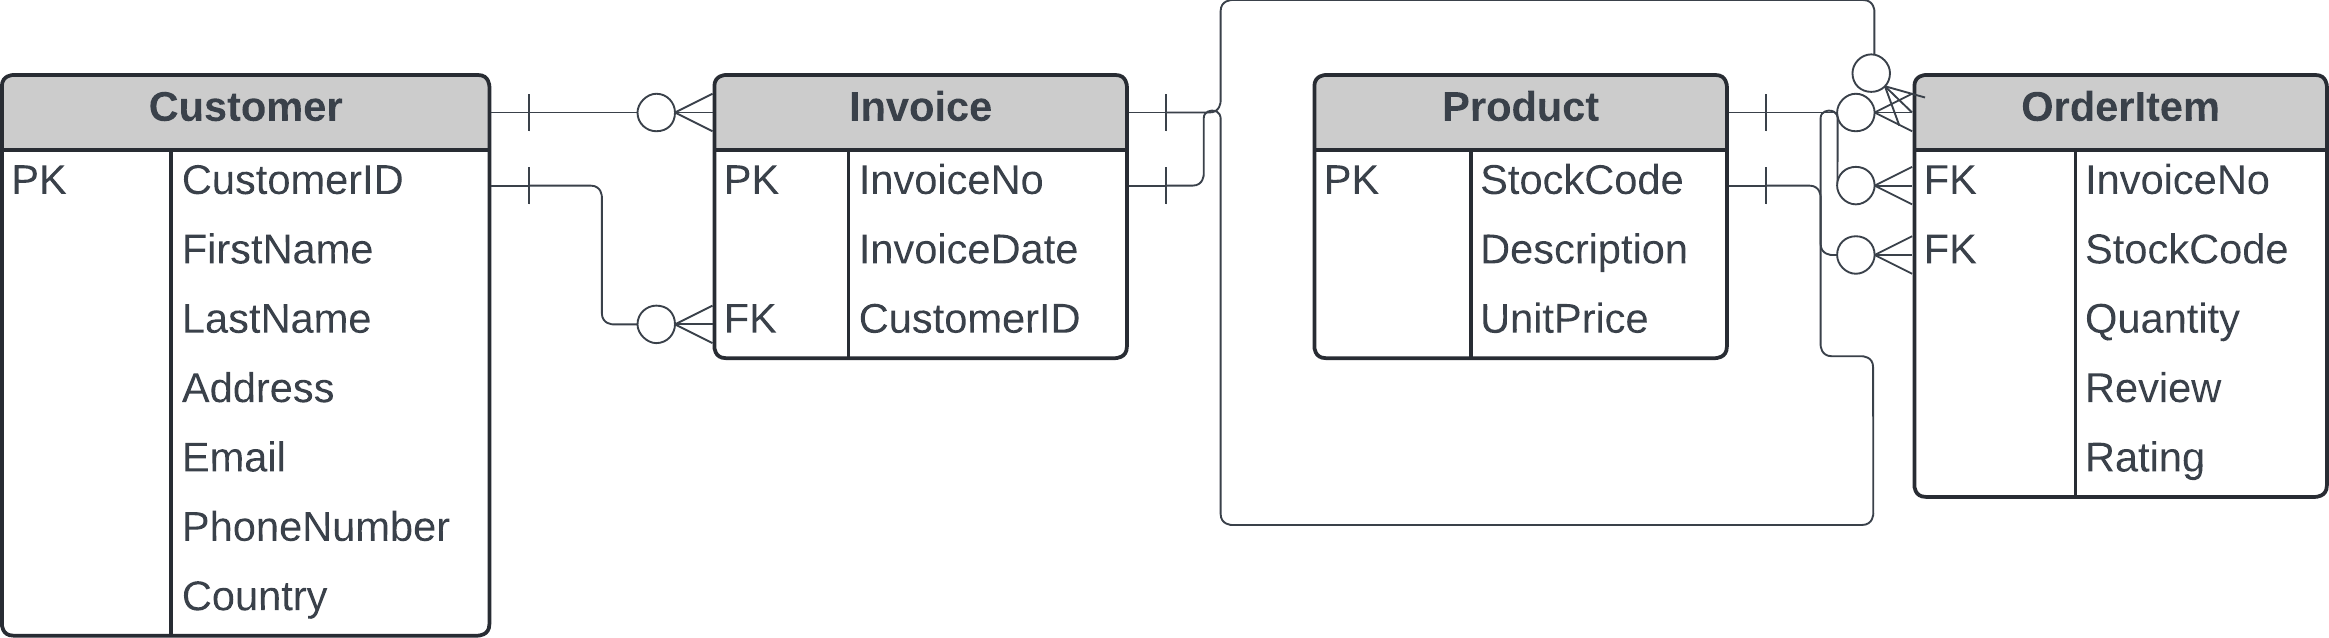 Customer
PK CustomerID
FirstName
LastName
Address
Email
PhoneNumber
Country
Invoice
PK InvoiceNo
InvoiceDate
FK CustomerID
Product
PK StockCode
Description
UnitPrice
OrderItem
FK InvoiceNo
FK StockCode
Quantity
Review
Rating